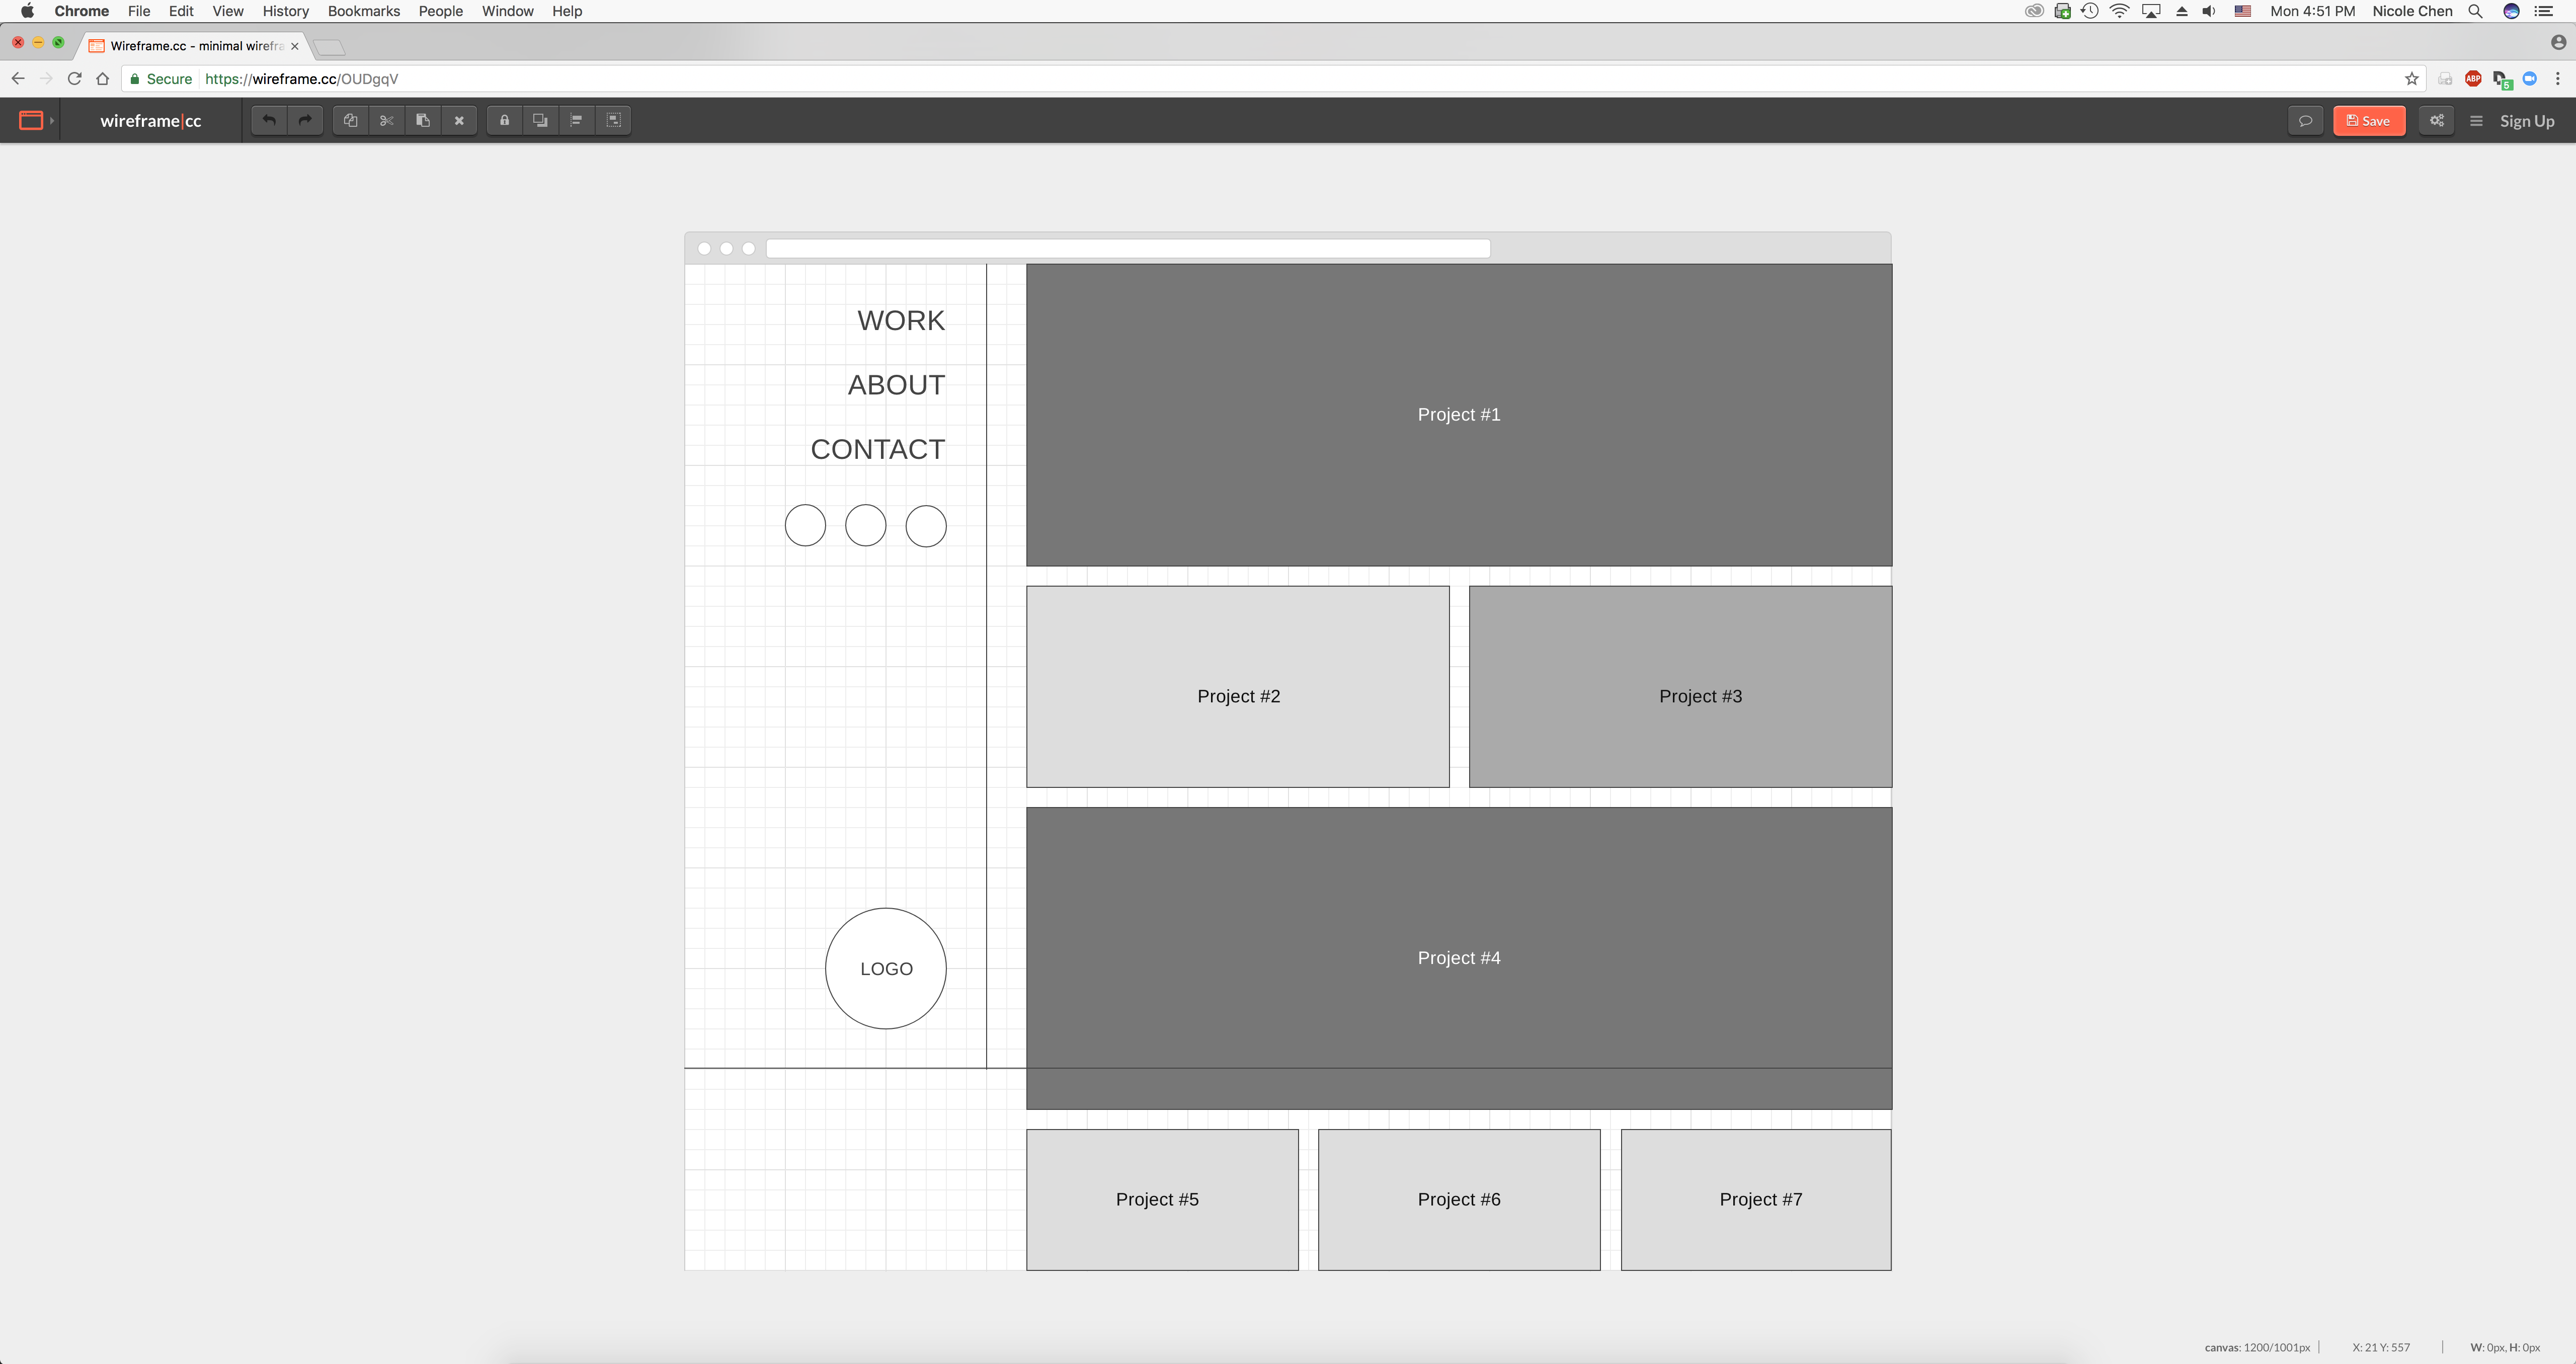 Chrome File Edit View History Bookmarks People Window Help Mon 4:51 PM Nicole Chen
Wireframe.cc - minimal wirefra
Secure https://wireframe.cc/OUDgqV ABP 5
wireframe|cc Save Sign Up
WORK
ABOUT
CONTACT
Project #1
Project #2 Project #3
LOGO
Project #4
Project #5 Project #6 Project #7
canvas: 1200/1001px X: 21 Y: 557 W: 0px, H: 0px